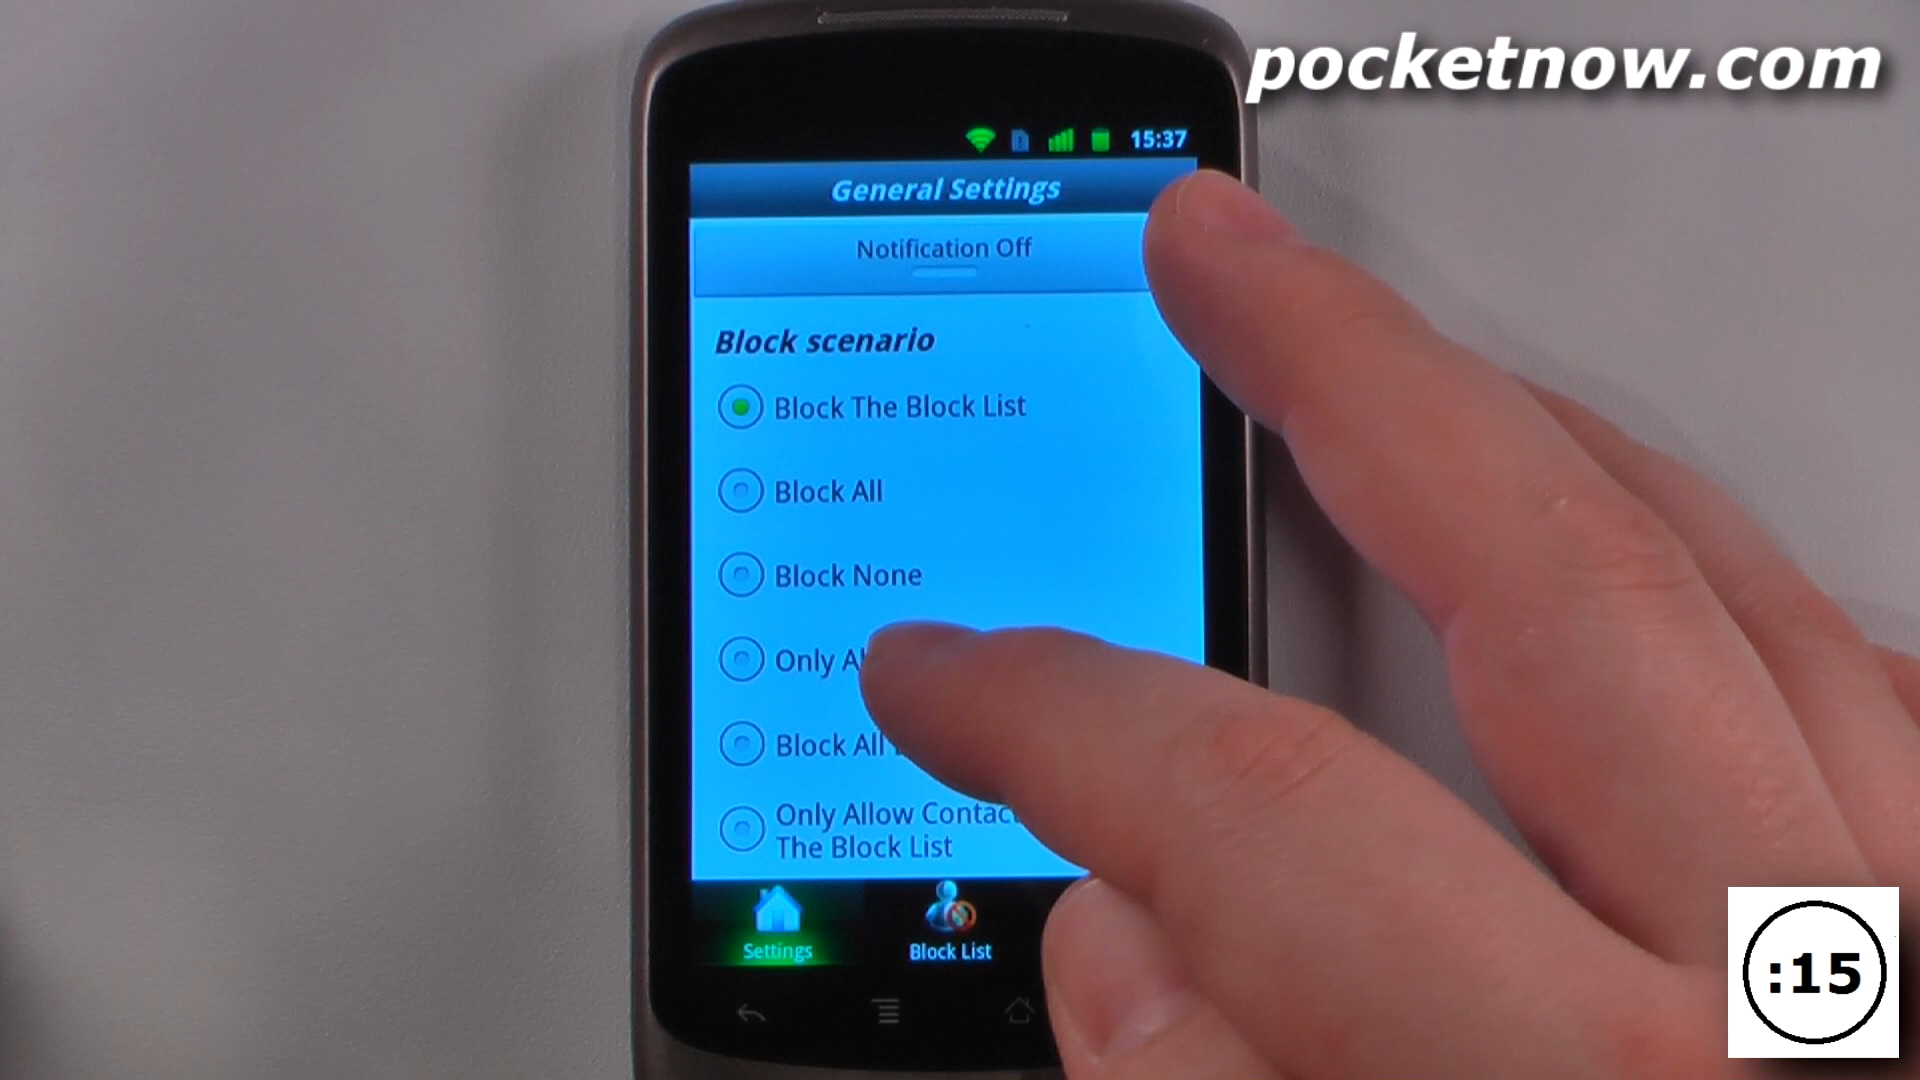 pocketnow.com
15:37
General Settings
Notification Off
Block scenario
Block The Block List
Block All
Block None
Only
Block All
Only Allow
The Block List
Settings
Block List
:15